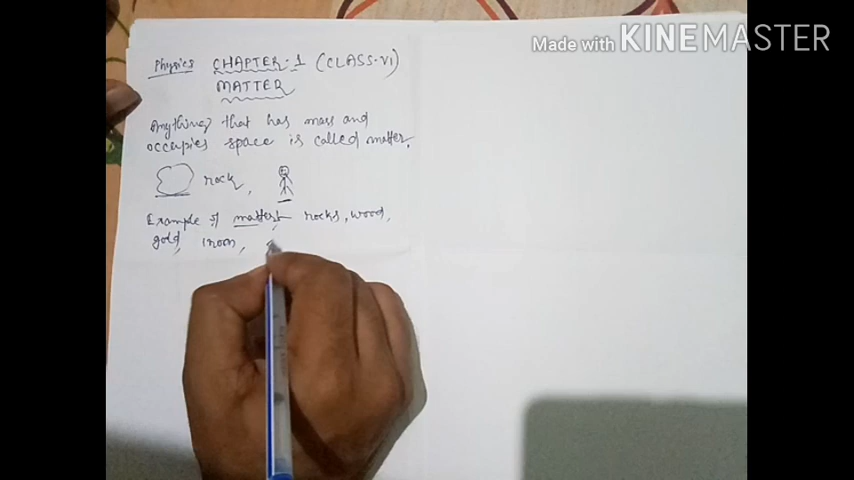 Made with KINEMASTER
Physics CHAPTER-1 (CLASS-VI)
MATTER
Anything that has mass and
occupies space is called matter.
rock,
Example of matter rocks, wood,
gold, iron,